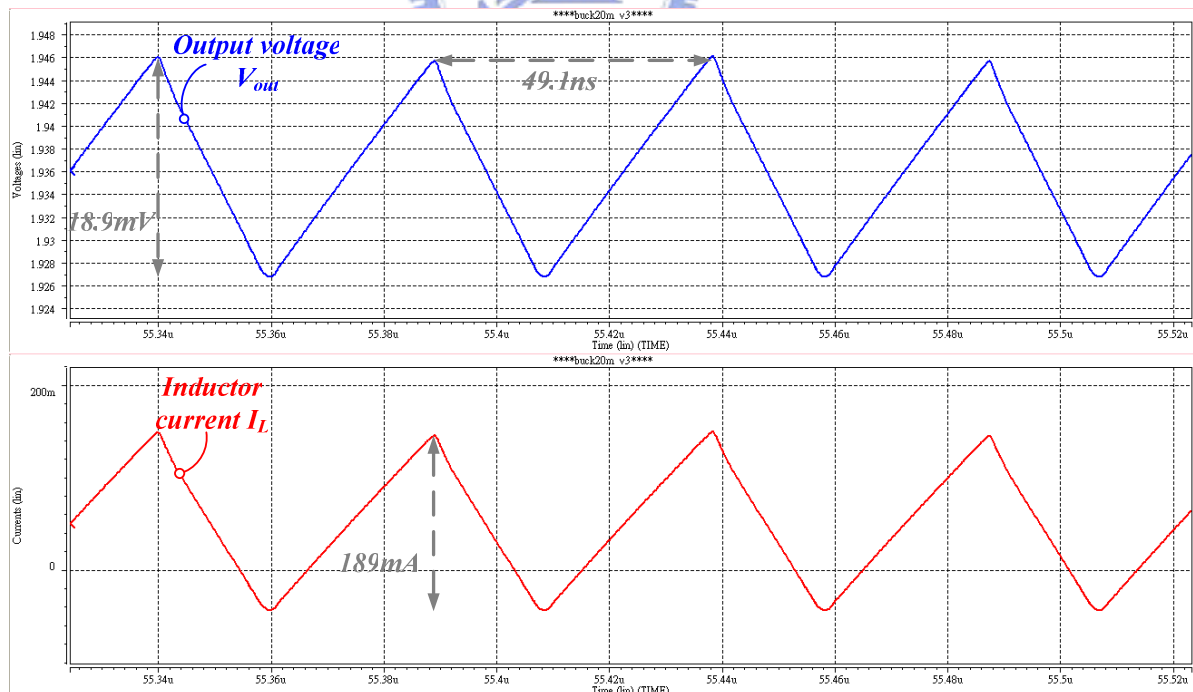 ****buck20m v3****
1.948
1.946
1.944
1.942
1.94
1.938
1.936
1.934
1.932
1.93
1.928
1.926
1.924
Voltages (lin)
Output voltage
Vout
49.1ns
18.9mV
55.34u
55.36u
55.38u
55.4u
55.42u
55.44u
55.46u
55.48u
55.5u
55.52u
Time (lin) (TIME)
****buck20m v3****
200m
0
Currents (lin)
Inductor
current IL
189mA
55.34u
55.36u
55.38u
55.4u
55.42u
55.44u
55.46u
55.48u
55.5u
55.52u
Time (lin) (TIME)